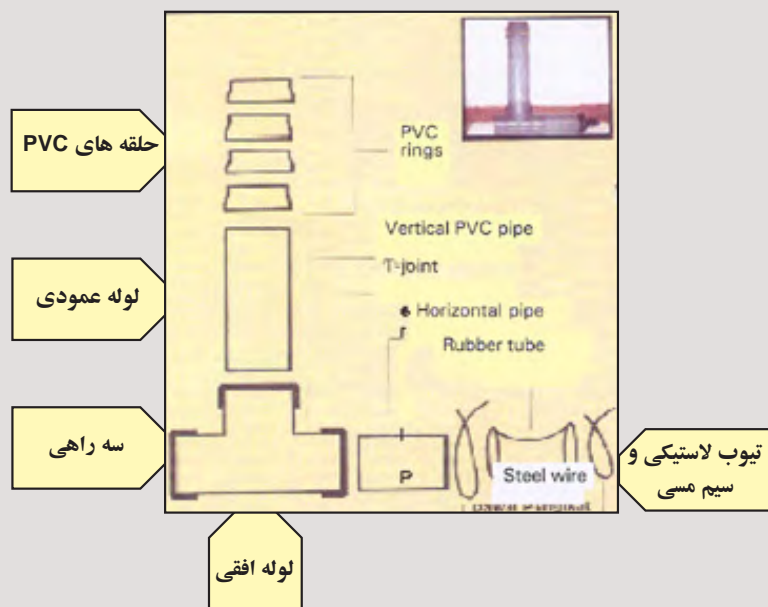 حلقه های PVC
PVC
rings
Vertical PVC pipe
T-joint
لوله عمودی
Horizontal pipe
Rubber tube
سه راهی
P
Steel wire
تیوب لاستیکی و
سیم مسی
لوله افقی